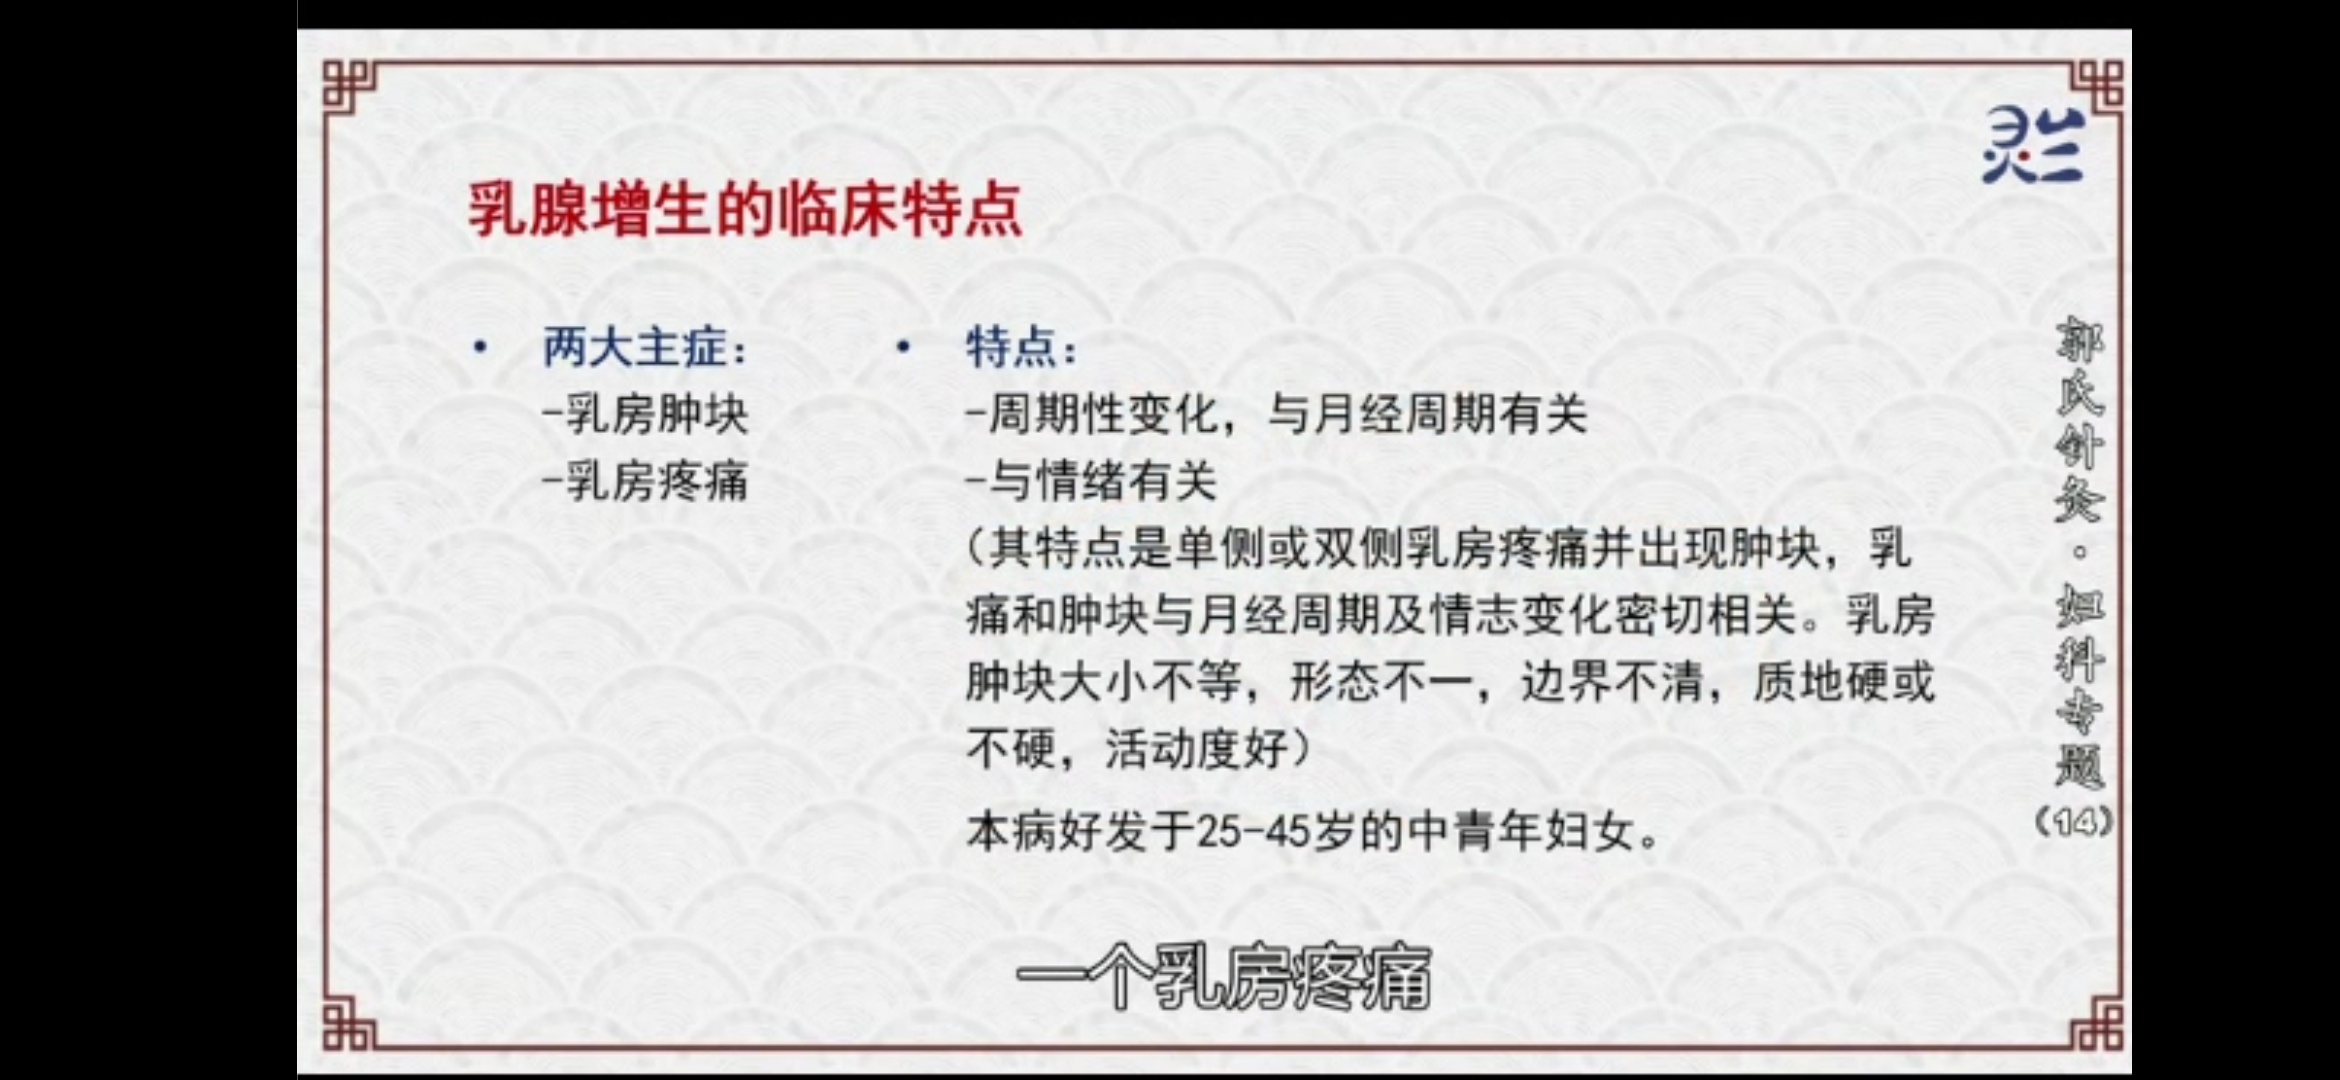 乳腺增生的临床特点
• 两大主症：
-乳房肿块
-乳房疼痛
• 特点：
-周期性变化，与月经周期有关
-与情绪有关
（其特点是单侧或双侧乳房疼痛并出现肿块，乳
痛和肿块与月经周期及情志变化密切相关。乳房
肿块大小不等，形态不一，边界不清，质地硬或
不硬，活动度好）
本病好发于25-45岁的中青年妇女。
郭氏针灸。妇科专题(14)
一个乳房疼痛